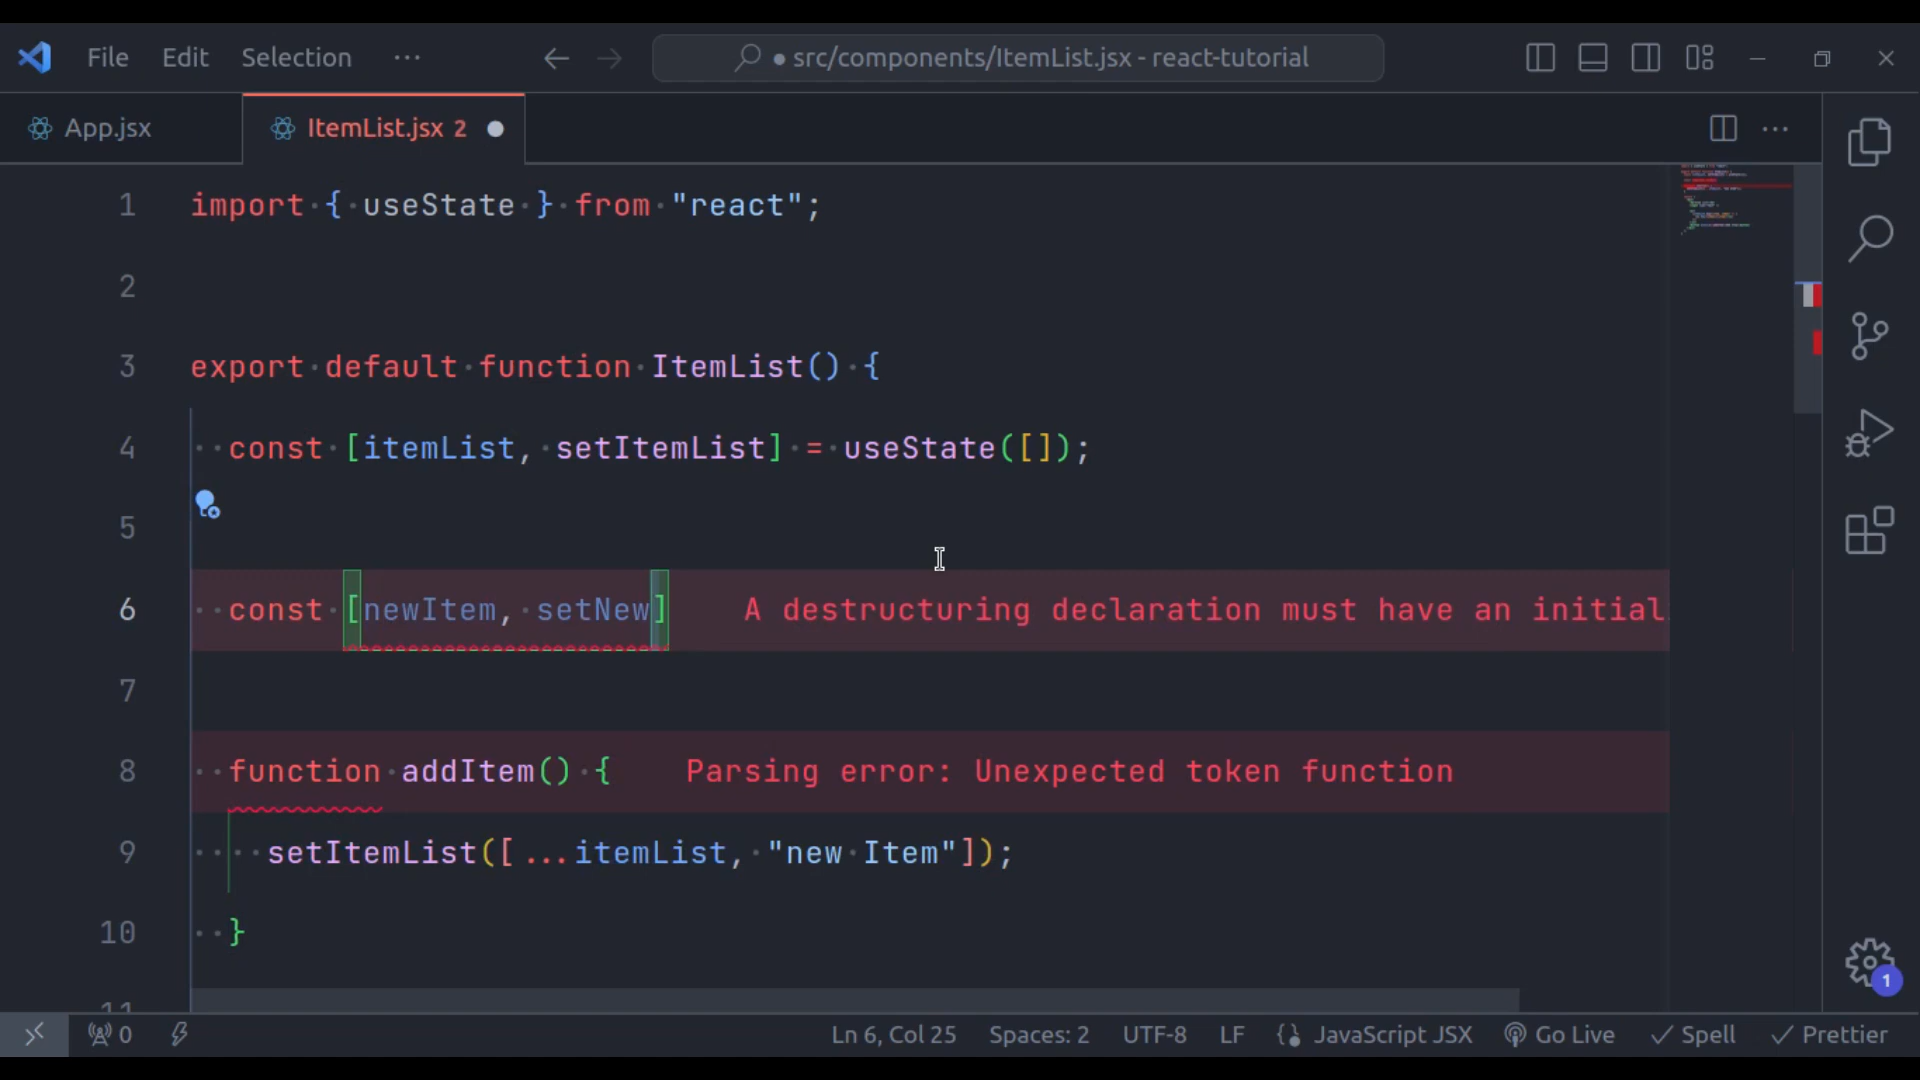 File Edit Selection ···
● src/components/ItemList.jsx - react-tutorial
App.jsx
ItemList.jsx 2
1 import { useState } from "react";
2
3 export default function ItemList() {
4 const [itemList, setItemList] = useState([]);
5
6 const [newItem, setNew] A destructuring declaration must have an initial
7
8 function addItem() { Parsing error: Unexpected token function
9 setItemList([...itemList, "new Item"]);
10 }
11
1
0
Ln 6, Col 25 Spaces: 2 UTF-8 LF JavaScript JSX Go Live Spell Prettier